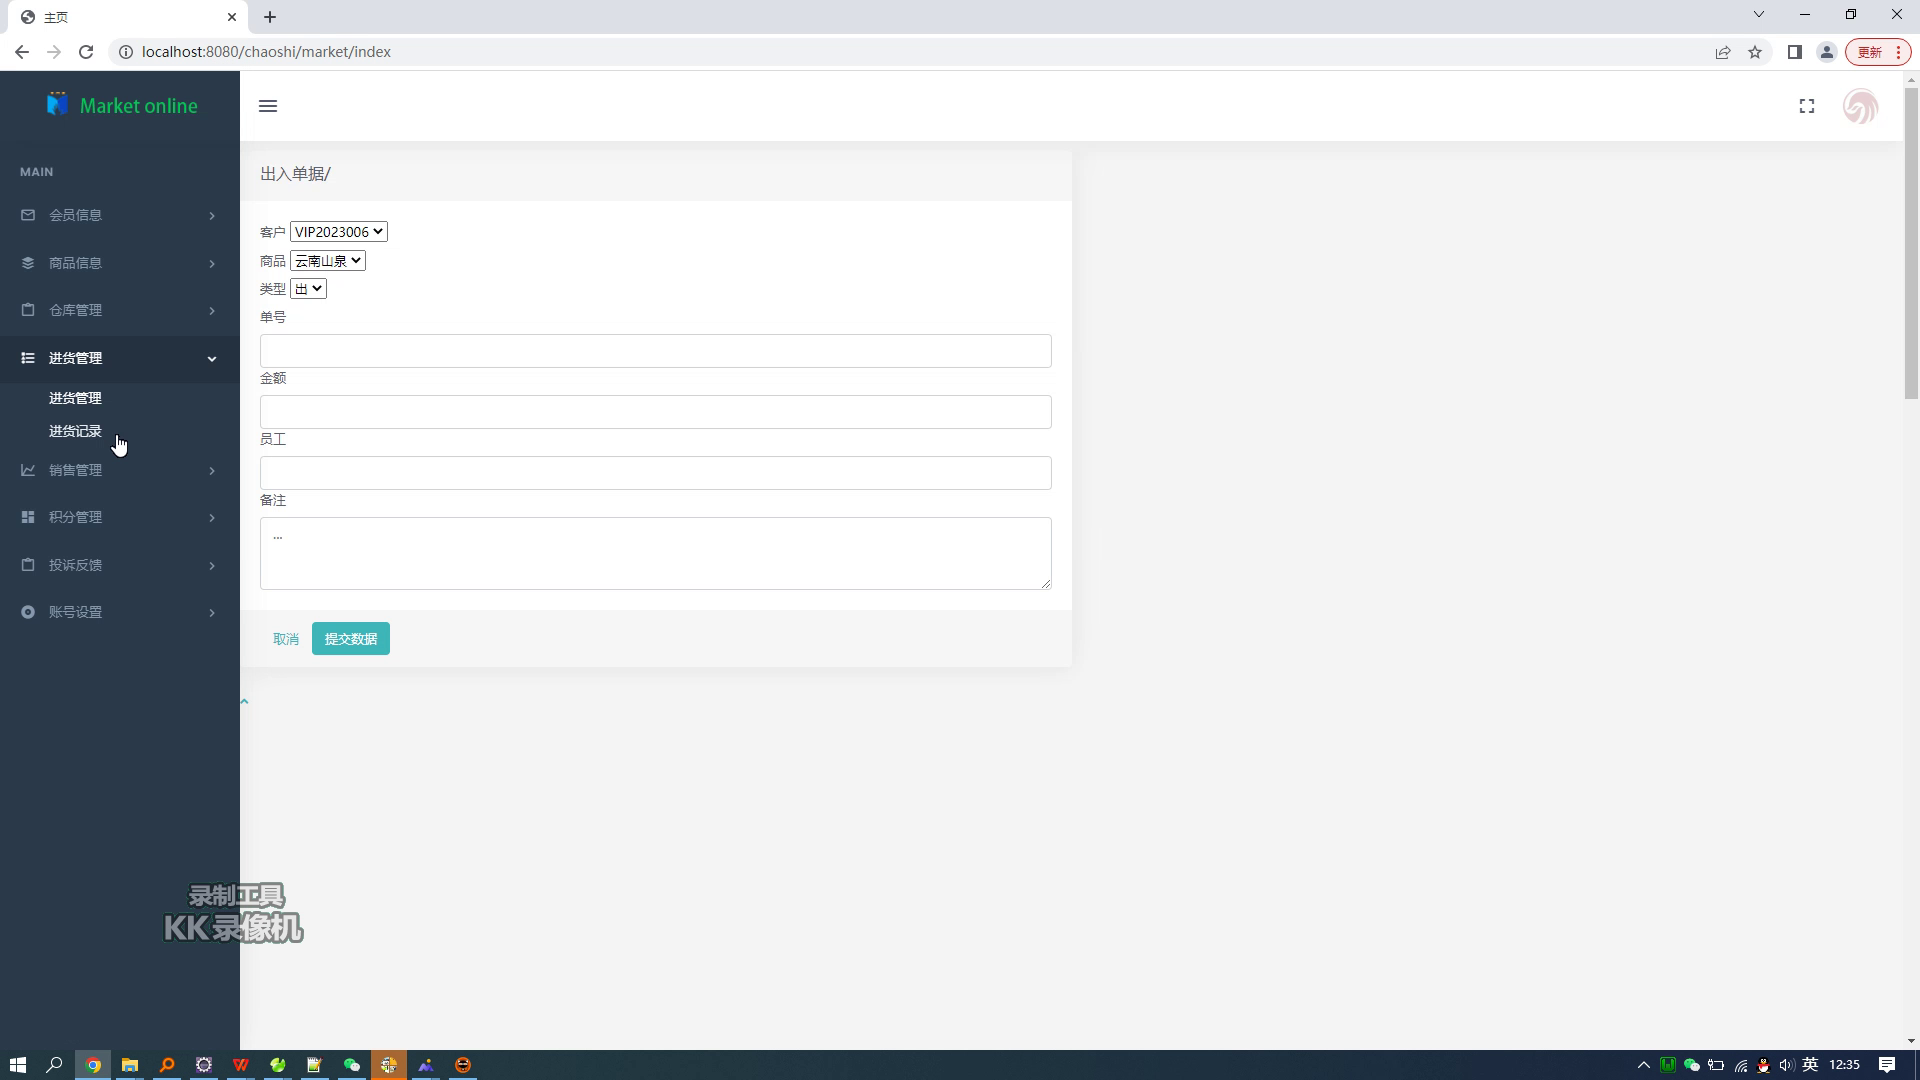 主页
localhost:8080/chaoshi/market/index
更新
Market online
MAIN
会员信息
商品信息
仓库管理
进货管理
进货管理
进货记录
销售管理
积分管理
投诉反馈
账号设置
出入单据/
客户 VIP2023006
商品 云南山泉
类型 出
单号
金额
员工
备注
...
取消 提交数据
录制工具
KK录像机
英 12:35